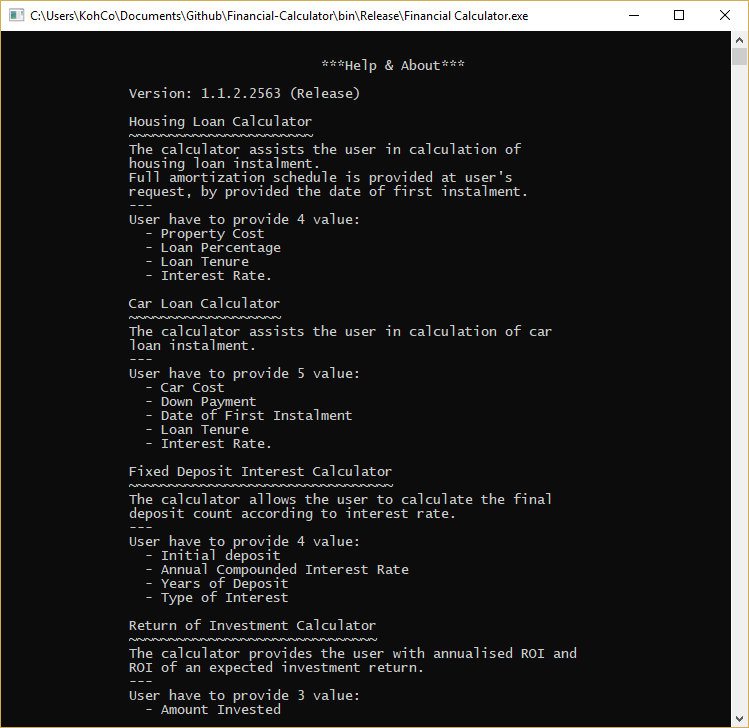 C:\Users\KohCo\Documents\Github\Financial-Calculator\bin\Release\Financial Calculator.exe
***Help & About***
Version: 1.1.2.2563 (Release)
Housing Loan Calculator
~~~~~~~~~~~~~~~~~~~~~~~
The calculator assists the user in calculation of
housing loan instalment.
Full amortization schedule is provided at user's
request, by provided the date of first instalment.
---
User have to provide 4 value:
- Property Cost
- Loan Percentage
- Loan Tenure
- Interest Rate.
Car Loan Calculator
~~~~~~~~~~~~~~~~~~~
The calculator assists the user in calculation of car
loan instalment.
---
User have to provide 5 value:
- Car Cost
- Down Payment
- Date of First Instalment
- Loan Tenure
- Interest Rate.
Fixed Deposit Interest Calculator
~~~~~~~~~~~~~~~~~~~~~~~~~~~~~~~~~
The calculator allows the user to calculate the final
deposit count according to interest rate.
---
User have to provide 4 value:
- Initial deposit
- Annual Compounded Interest Rate
- Years of Deposit
- Type of Interest
Return of Investment Calculator
~~~~~~~~~~~~~~~~~~~~~~~~~~~~~~~
The calculator provides the user with annualised ROI and
ROI of an expected investment return.
---
User have to provide 3 value:
- Amount Invested